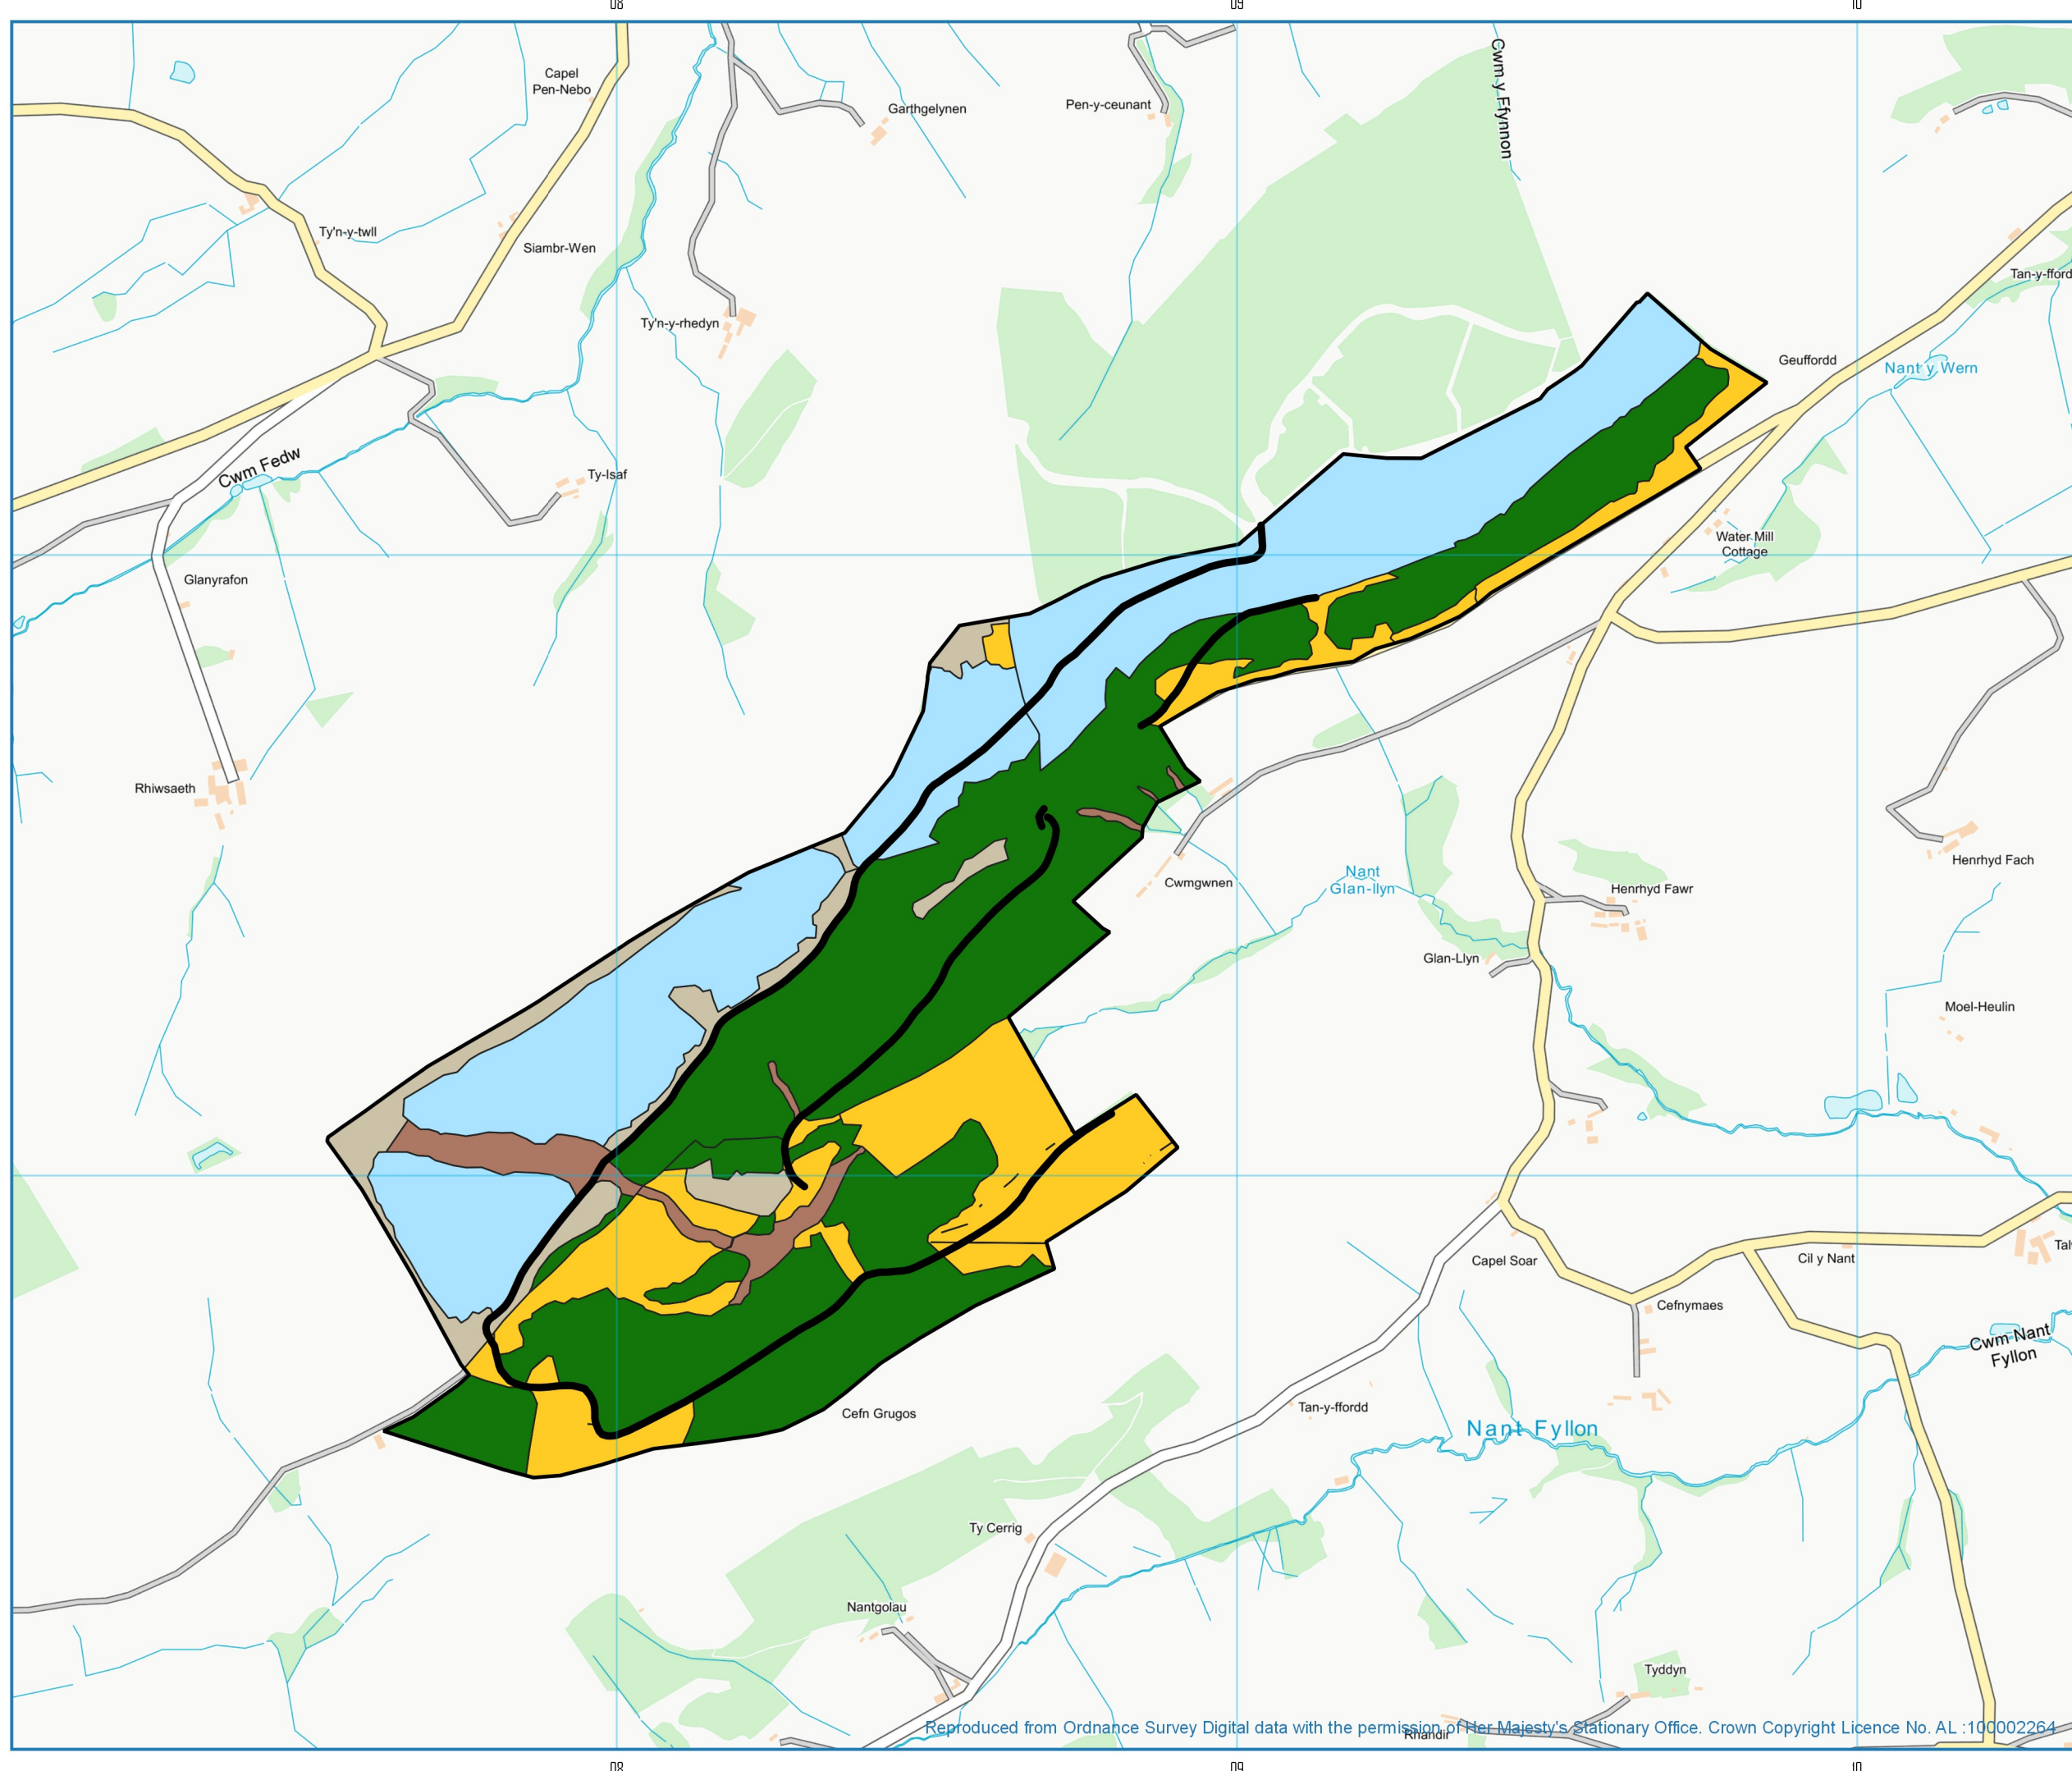 08
09
10
Capel
Pen-Nebo
Garthgelynen
Pen-y-ceunant
Cwm y Ffynnon
Ty'n-y-twll
Siambr-Wen
Tan-y-fford
Ty'n-y-rhedyn
Geuffordd
Nant y Wern
Cwm Fedw
Ty-Isaf
Water Mill
Cottage
Glanyrafon
Rhiwsaeth
Henrhyd Fach
Cwmgwnen
Nant
Glan-llyn
Henrhyd Fawr
Glan-Llyn
Moel-Heulin
Capel Soar
Cil y Nant
Tal
Cefnymaes
Cwm Nant
Fyllon
Cefn Grugos
Tan-y-ffordd
Nant Fyllon
Ty Cerrig
Nantgolau
Tyddyn
Rhandir
Reproduced from Ordnance Survey Digital data with the permission of Her Majesty's Stationary Office. Crown Copyright Licence No. AL :100002264
08
09
10